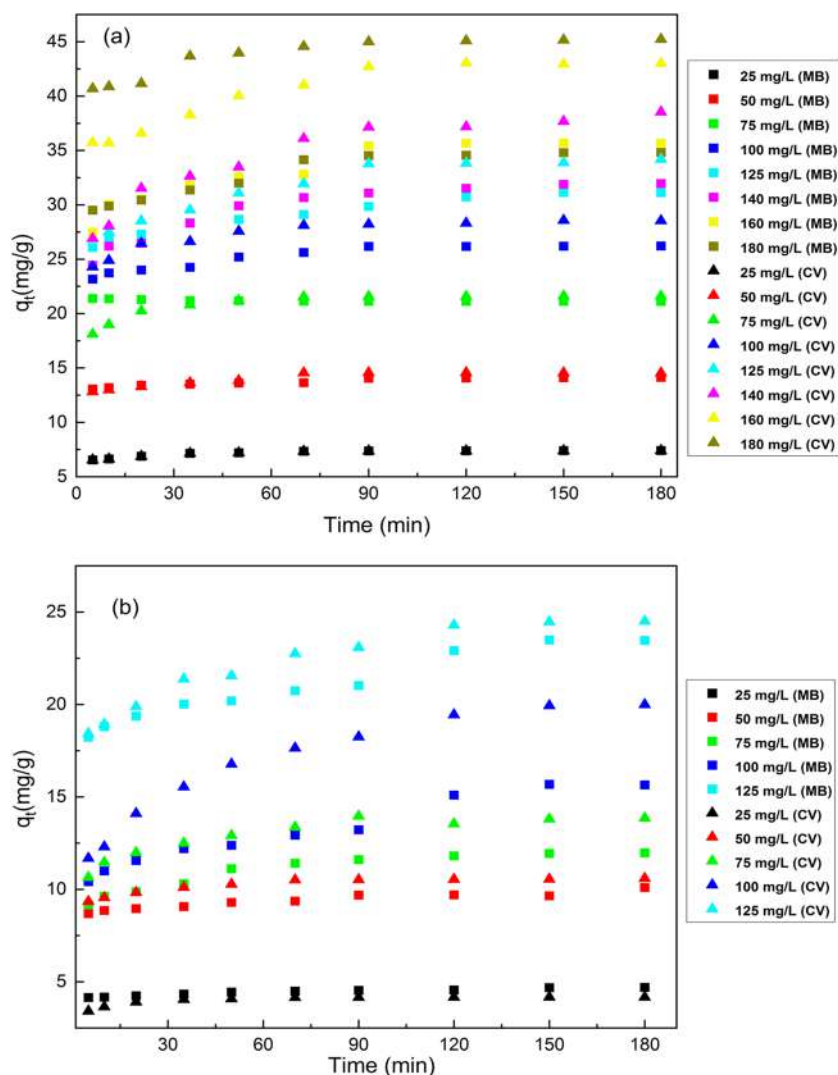 (a)
45
40
35
30
25
20
15
10
5
q_t(mg/g)
0 30 60 90 120 150 180
Time (min)
25 mg/L (MB)
50 mg/L (MB)
75 mg/L (MB)
100 mg/L (MB)
125 mg/L (MB)
140 mg/L (MB)
160 mg/L (MB)
180 mg/L (MB)
25 mg/L (CV)
50 mg/L (CV)
75 mg/L (CV)
100 mg/L (CV)
125 mg/L (CV)
140 mg/L (CV)
160 mg/L (CV)
180 mg/L (CV)
(b)
25
20
15
10
5
q_t(mg/g)
30 60 90 120 150 180
Time (min)
25 mg/L (MB)
50 mg/L (MB)
75 mg/L (MB)
100 mg/L (MB)
125 mg/L (MB)
25 mg/L (CV)
50 mg/L (CV)
75 mg/L (CV)
100 mg/L (CV)
125 mg/L (CV)